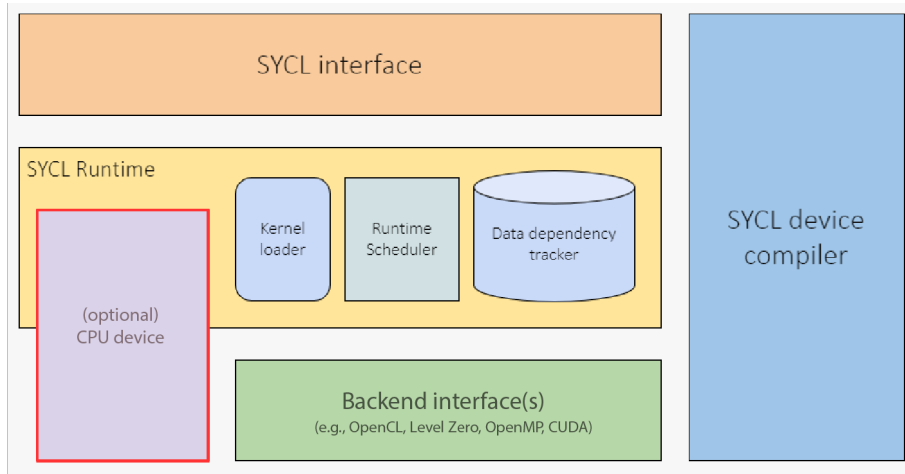 SYCL interface
SYCL Runtime
Kernel
loader
Runtime
Scheduler
Data dependency
tracker
(optional)
CPU device
Backend interface(s)
(e.g., OpenCL, Level Zero, OpenMP, CUDA)
SYCL device
compiler